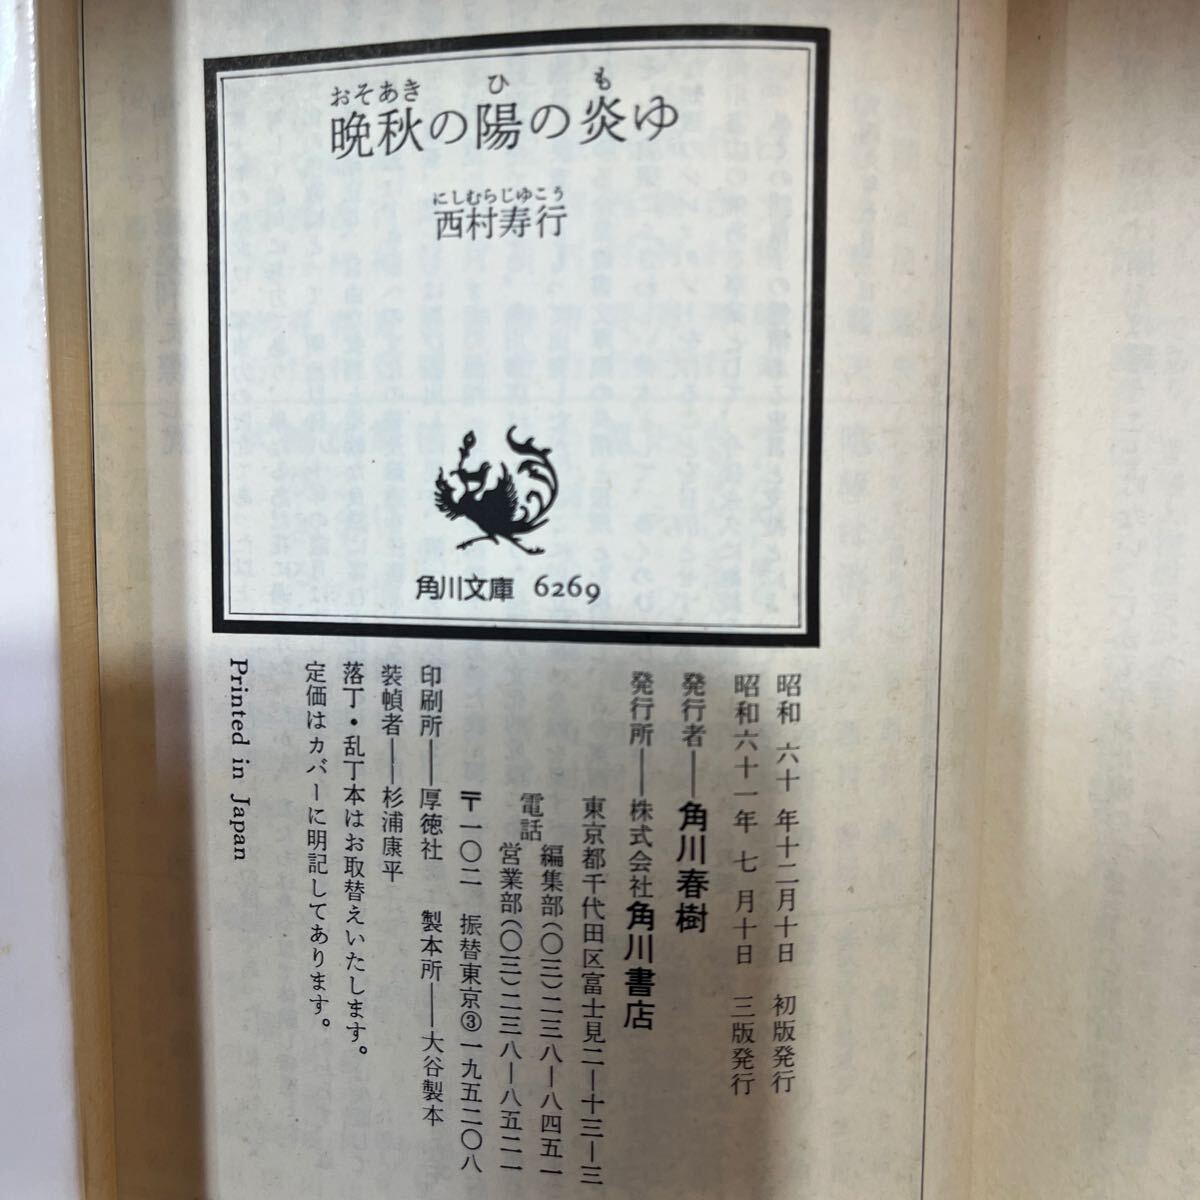 おそあき ひ も
晩秋の陽の炎ゆ
にしむらじゆこう
西村寿行
角川文庫 6269
昭和六十年十二月十日 初版発行
昭和六十一年七月十日 三版発行
発行者――角川春樹
発行所――株式会社角川書店
東京都千代田区富士見二―十三―三
電話 編集部(〇三)二三八―八四五一
営業部(〇三)二三八―八五二一
〒一〇二 振替東京③一九五二〇八
印刷所――厚徳社 製本所――大谷製本
装幀者――杉浦康平
落丁・乱丁本はお取替えいたします。
定価はカバーに明記してあります。
Printed in Japan